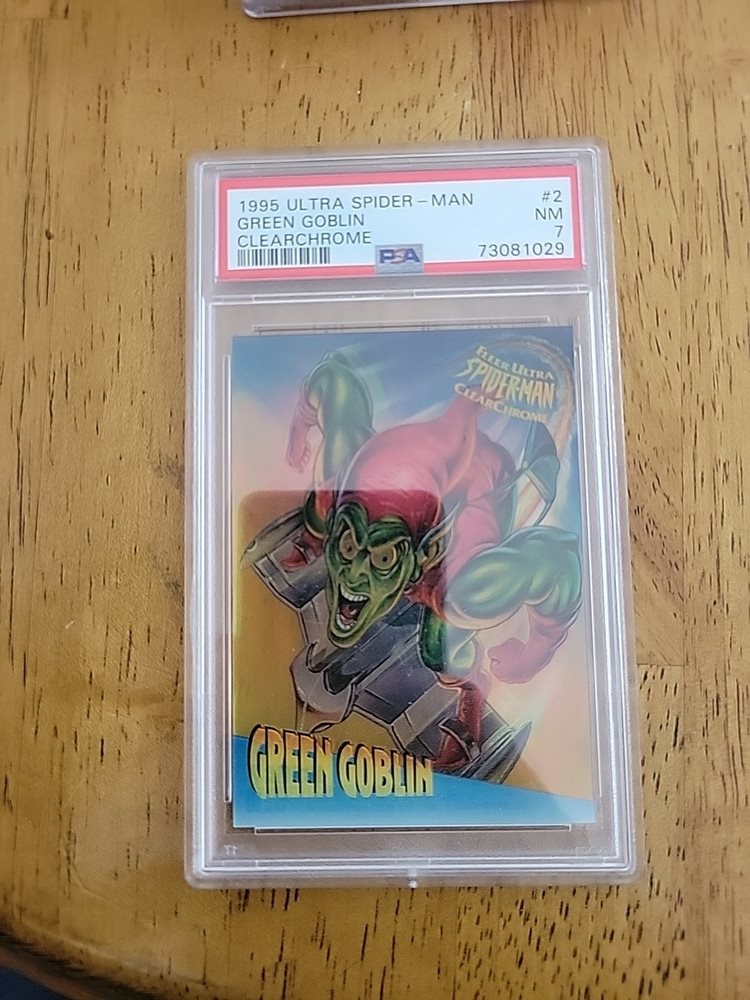 1995 ULTRA SPIDER-MAN #2
GREEN GOBLIN NM
CLEARCHROME 7
PSA 73081029
FLEER ULTRA
SPIDER-MAN
CLEARCHROME
GREEN GOBLIN